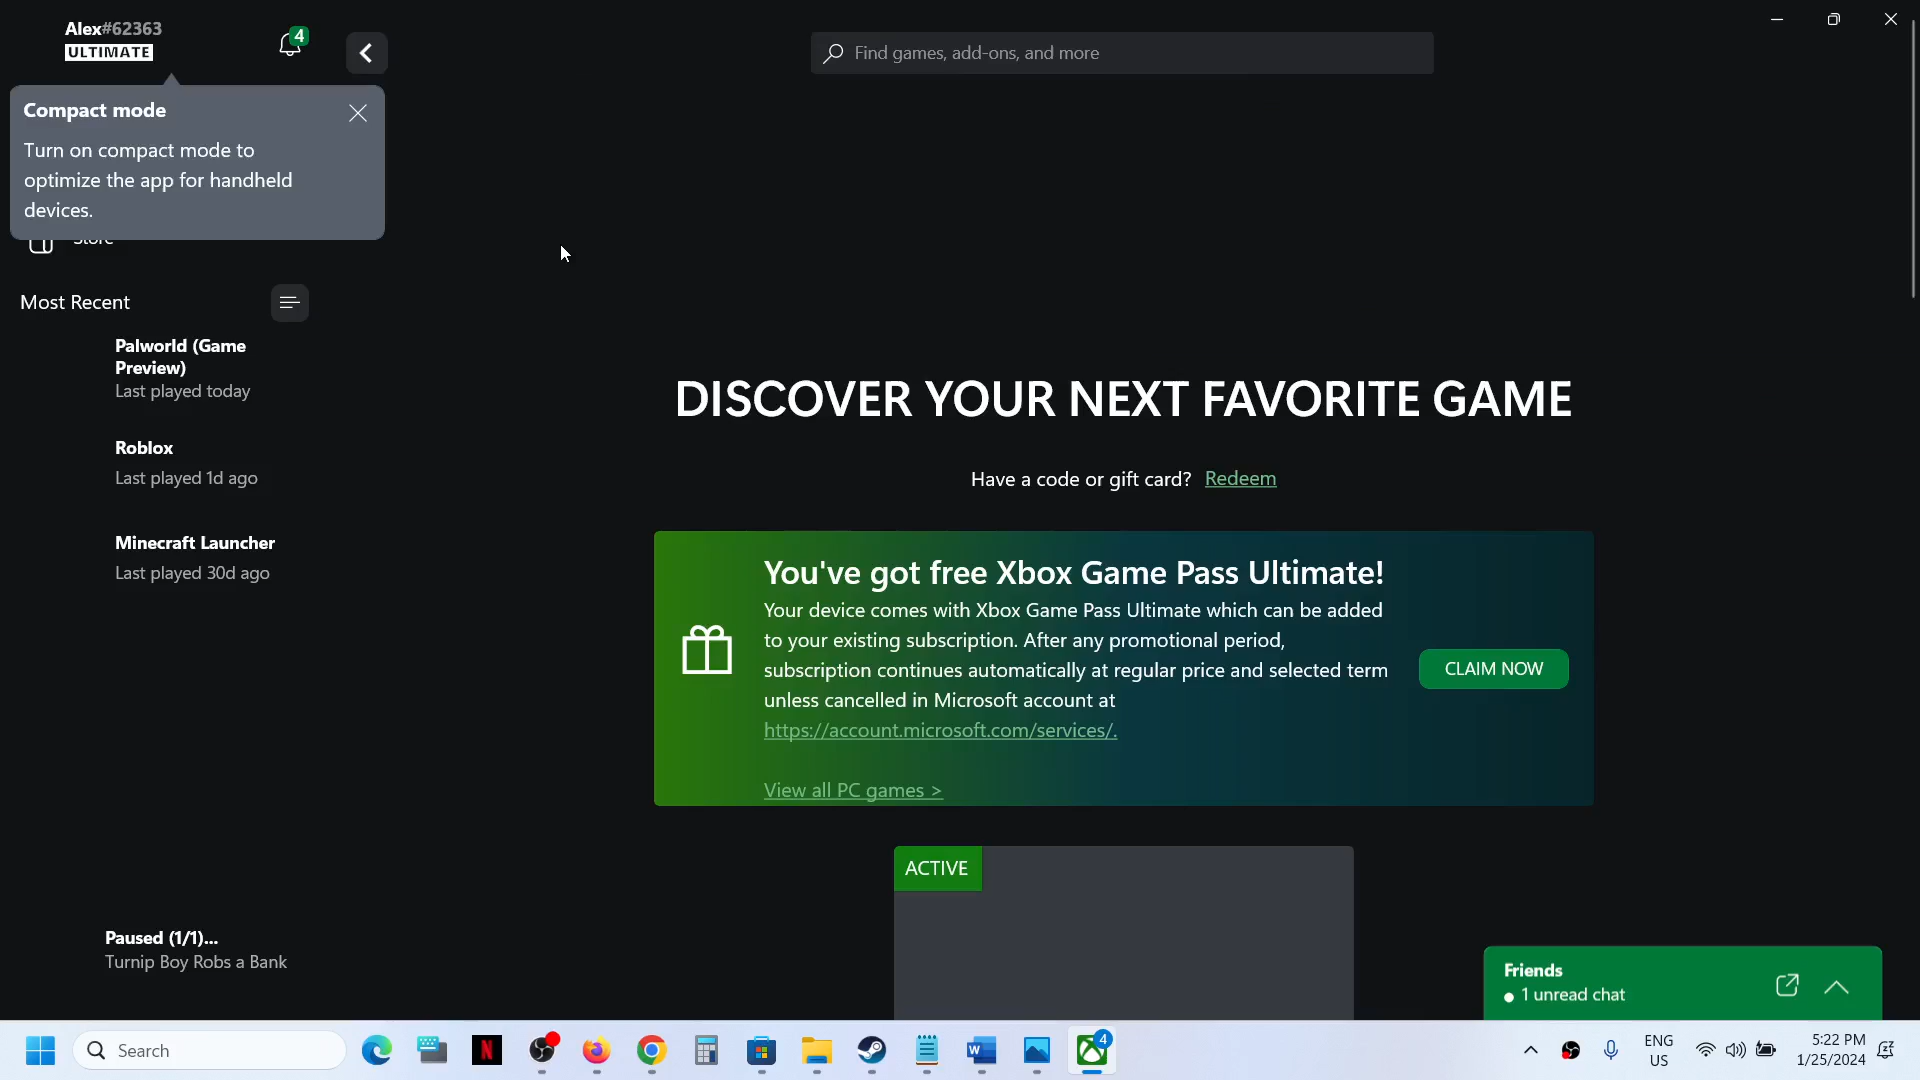 Alex#62363
ULTIMATE
4
Find games, add-ons, and more
Compact mode
Turn on compact mode to
optimize the app for handheld
devices.
Store
Most Recent
Palworld (Game
Preview)
Last played today
Roblox
Last played 1d ago
Minecraft Launcher
Last played 30d ago
DISCOVER YOUR NEXT FAVORITE GAME
Have a code or gift card? Redeem
You've got free Xbox Game Pass Ultimate!
Your device comes with Xbox Game Pass Ultimate which can be added
to your existing subscription. After any promotional period,
subscription continues automatically at regular price and selected term
unless cancelled in Microsoft account at
https://account.microsoft.com/services/.
CLAIM NOW
View all PC games >
ACTIVE
Paused (1/1)...
Turnip Boy Robs a Bank
Friends
1 unread chat
Search
N
W
4
ENG
US
5:22 PM
1/25/2024